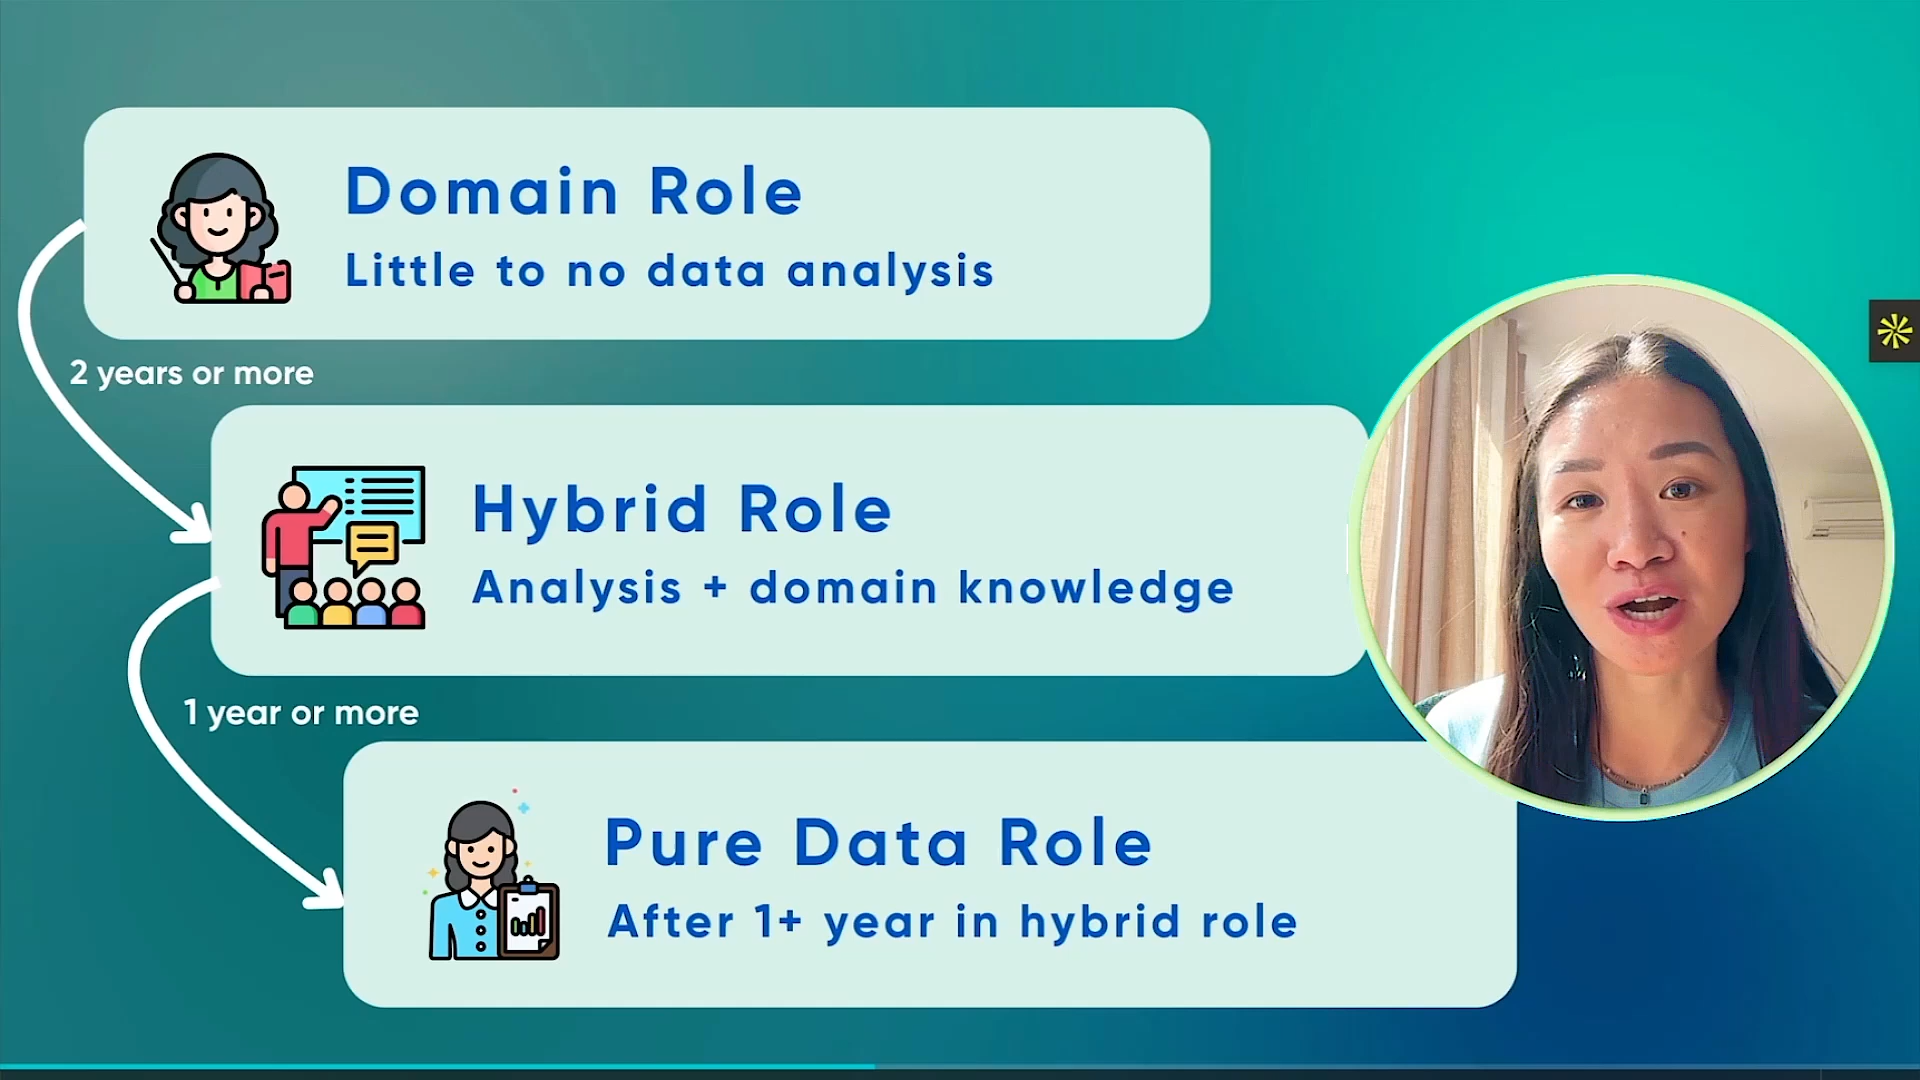 Domain Role
Little to no data analysis
2 years or more
Hybrid Role
Analysis + domain knowledge
1 year or more
Pure Data Role
After 1+ year in hybrid role